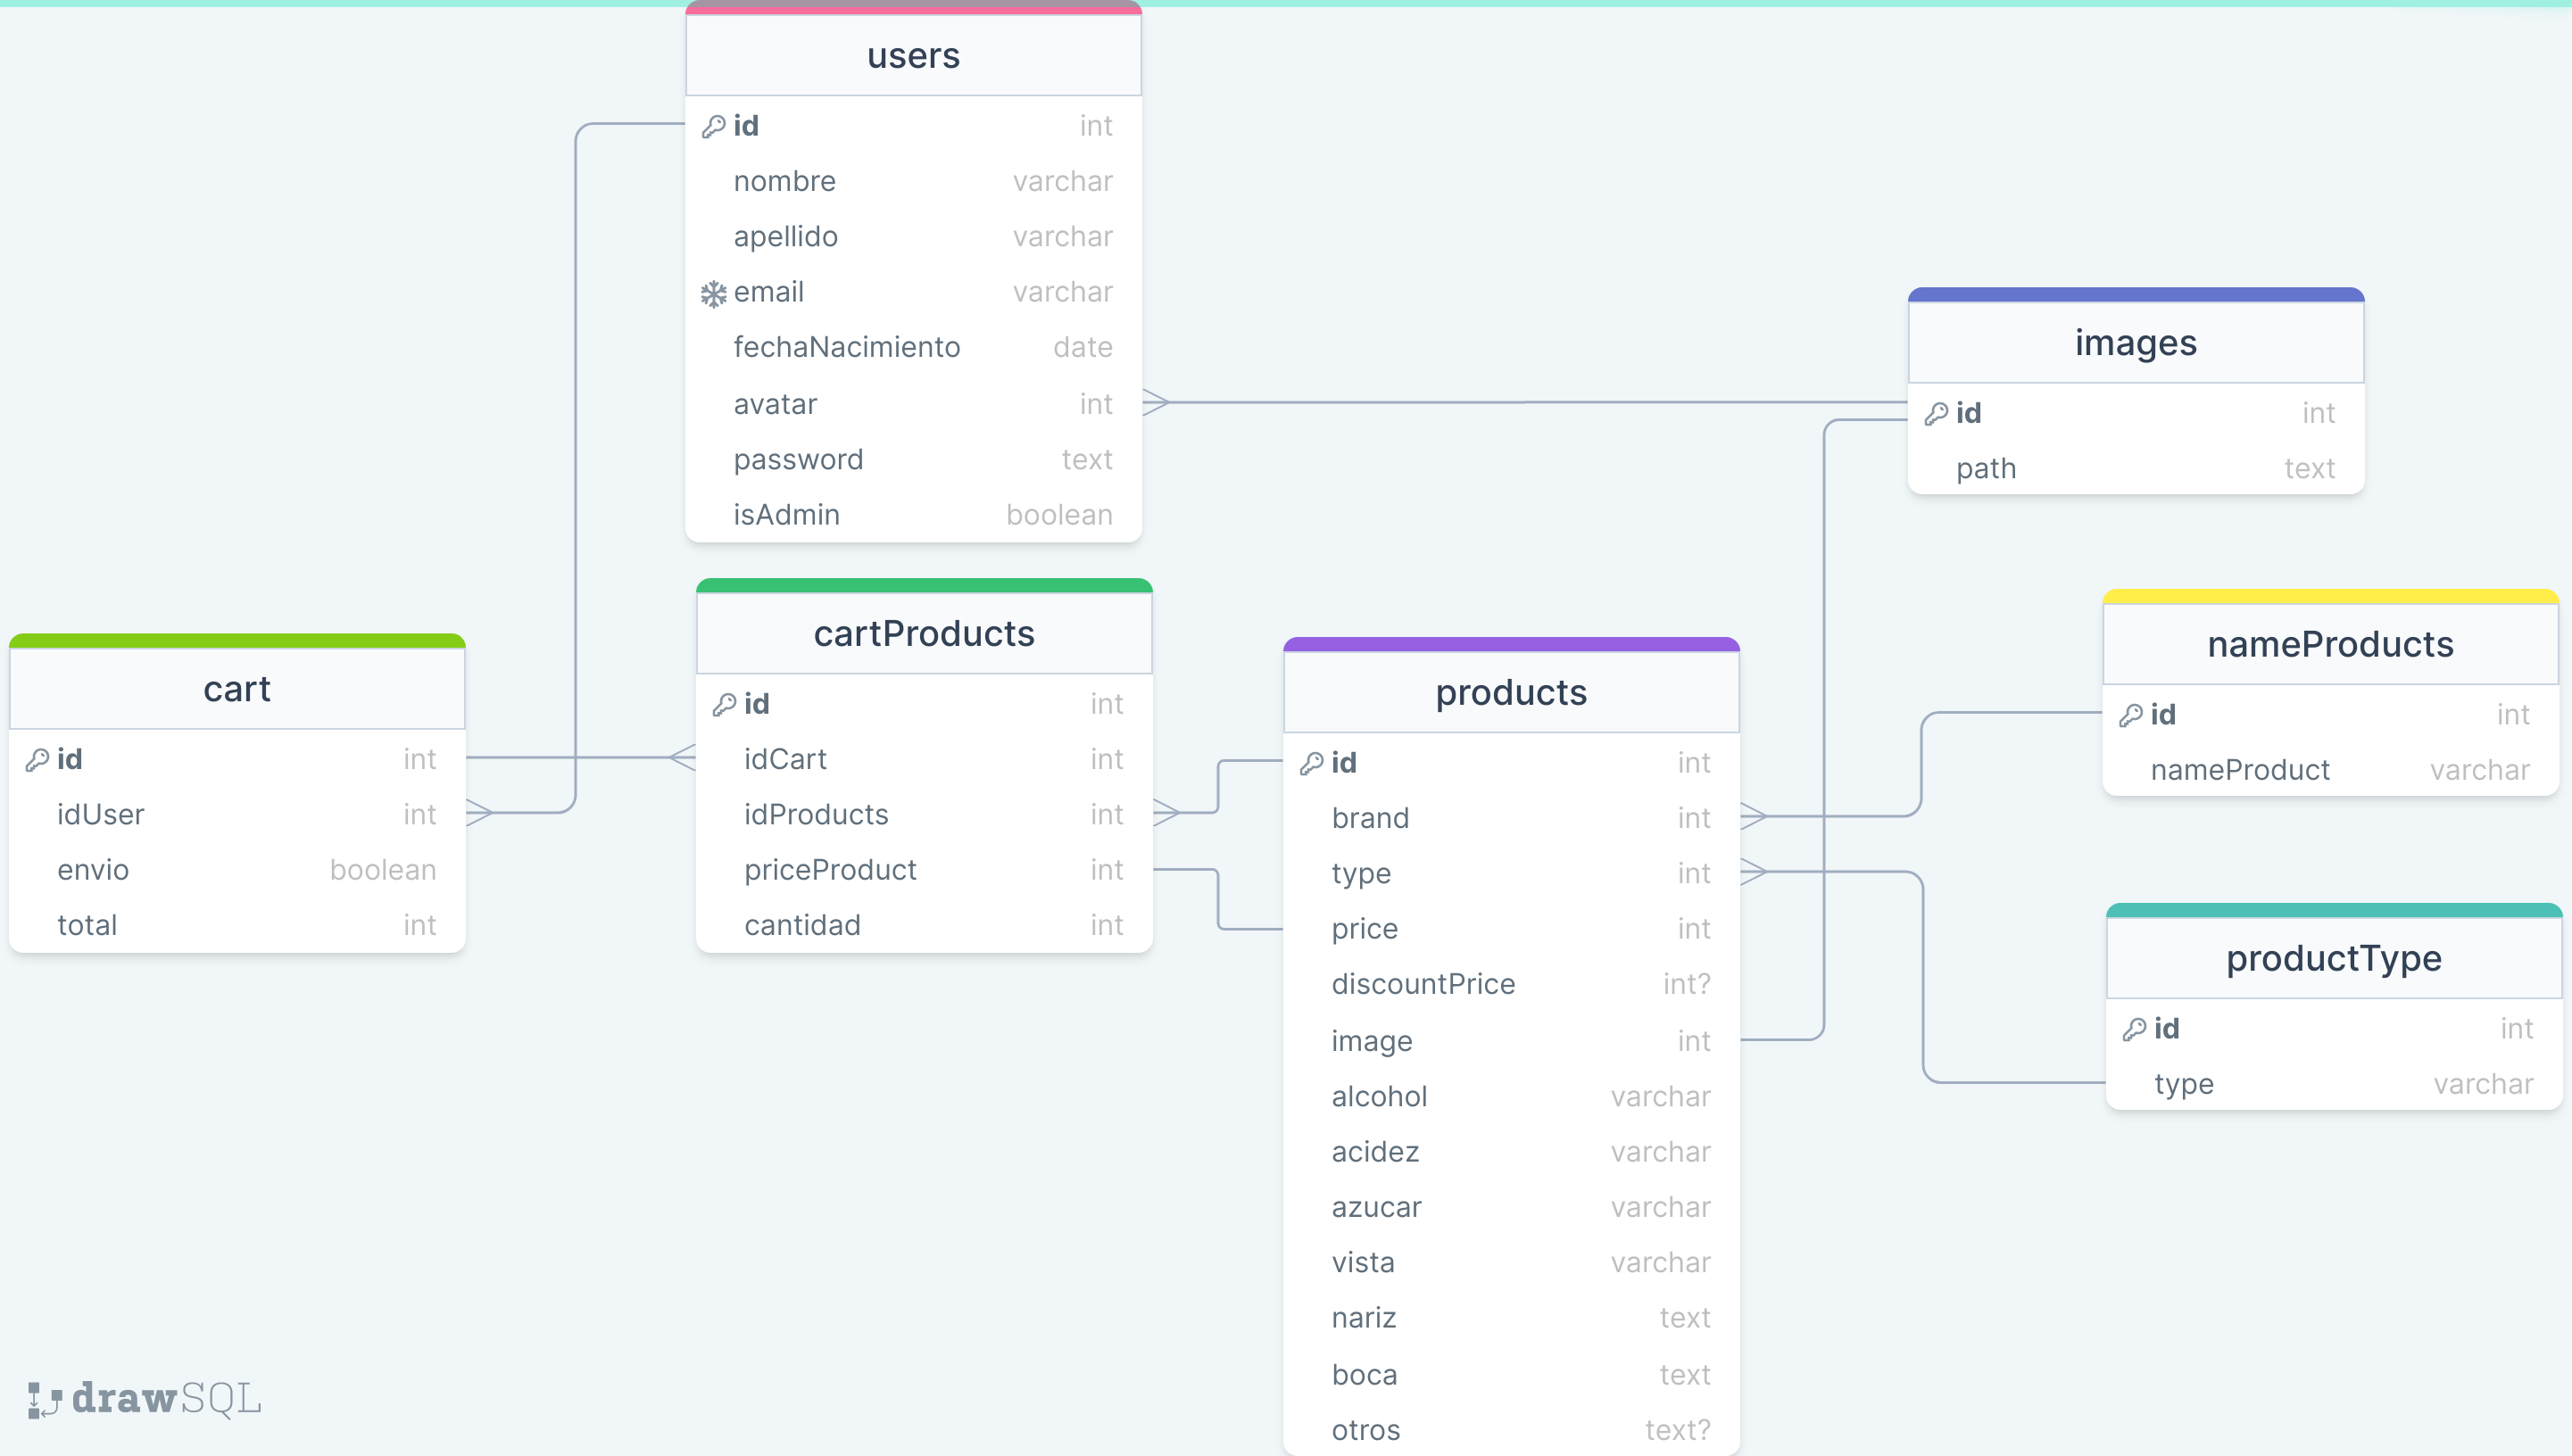 users
id int
nombre varchar
apellido varchar
email varchar
fechaNacimiento date
avatar int
password text
isAdmin boolean
images
id int
path text
cart
id int
idUser int
envio boolean
total int
cartProducts
id int
idCart int
idProducts int
priceProduct int
cantidad int
products
id int
brand int
type int
price int
discountPrice int?
image int
alcohol varchar
acidez varchar
azucar varchar
vista varchar
nariz text
boca text
otros text?
nameProducts
id int
nameProduct varchar
productType
id int
type varchar
drawSQL